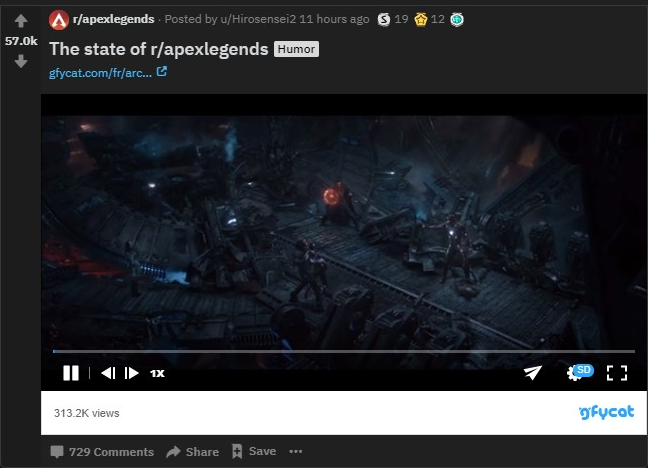 r/apexlegends · Posted by u/Hirosensei2 11 hours ago S 19 12
57.0k
The state of r/apexlegends Humor
gfycat.com/fr/arc...
1X SD
313.2K views gfycat
729 Comments Share Save ...